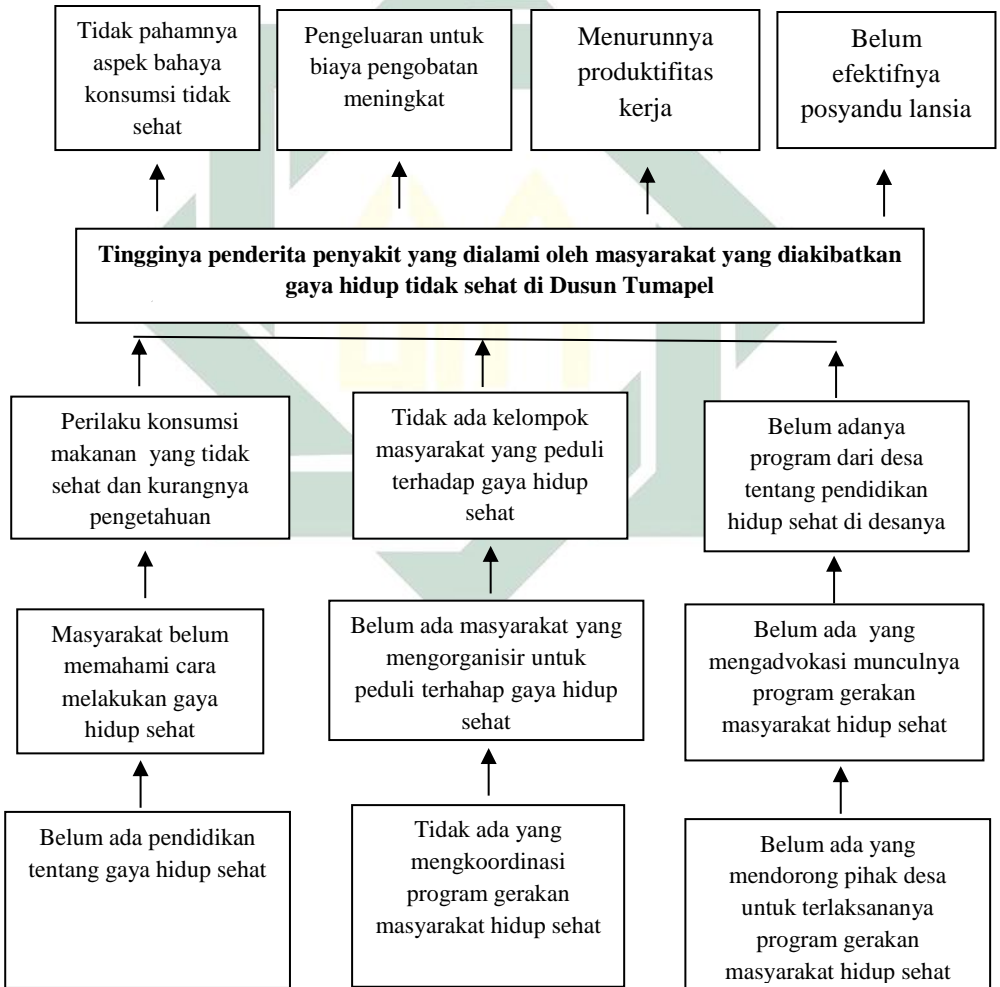 Tidak pahamnya
aspek bahaya
konsumsi tidak
sehat
Pengeluaran untuk
biaya pengobatan
meningkat
Menurunnya
produktifitas
kerja
Belum
efektifnya
posyandu lansia
Tingginya penderita penyakit yang dialami oleh masyarakat yang diakibatkan
gaya hidup tidak sehat di Dusun Tumapel
Perilaku konsumsi
makanan yang tidak
sehat dan kurangnya
pengetahuan
Tidak ada kelompok
masyarakat yang peduli
terhadap gaya hidup
sehat
Belum adanya
program dari desa
tentang pendidikan
hidup sehat di desanya
Masyarakat belum
memahami cara
melakukan gaya
hidup sehat
Belum ada masyarakat yang
mengorganisir untuk
peduli terhahap gaya hidup
sehat
Belum ada yang
mengadvokasi munculnya
program gerakan
masyarakat hidup sehat
Belum ada pendidikan
tentang gaya hidup sehat
Tidak ada yang
mengkoordinasi
program gerakan
masyarakat hidup sehat
Belum ada yang
mendorong pihak desa
untuk terlaksananya
program gerakan
masyarakat hidup sehat